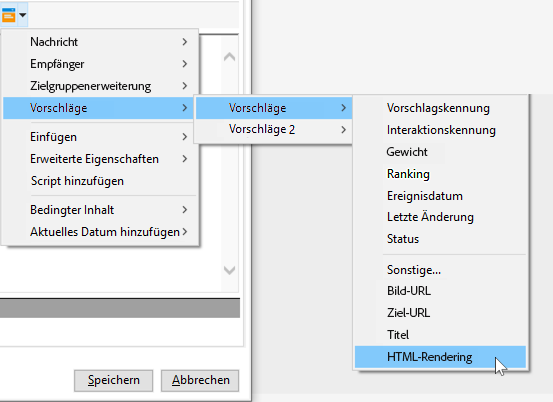 Nachricht
Empfänger
Zielgruppenerweiterung
Vorschläge
Einfügen
Erweiterte Eigenschaften
Script hinzufügen
Bedingter Inhalt
Aktuelles Datum hinzufügen
Vorschläge
Vorschläge 2
Vorschlagskennung
Interaktionskennung
Gewicht
Ranking
Ereignisdatum
Letzte Änderung
Status
Sonstige...
Bild-URL
Ziel-URL
Titel
HTML-Rendering
Speichern
Abbrechen